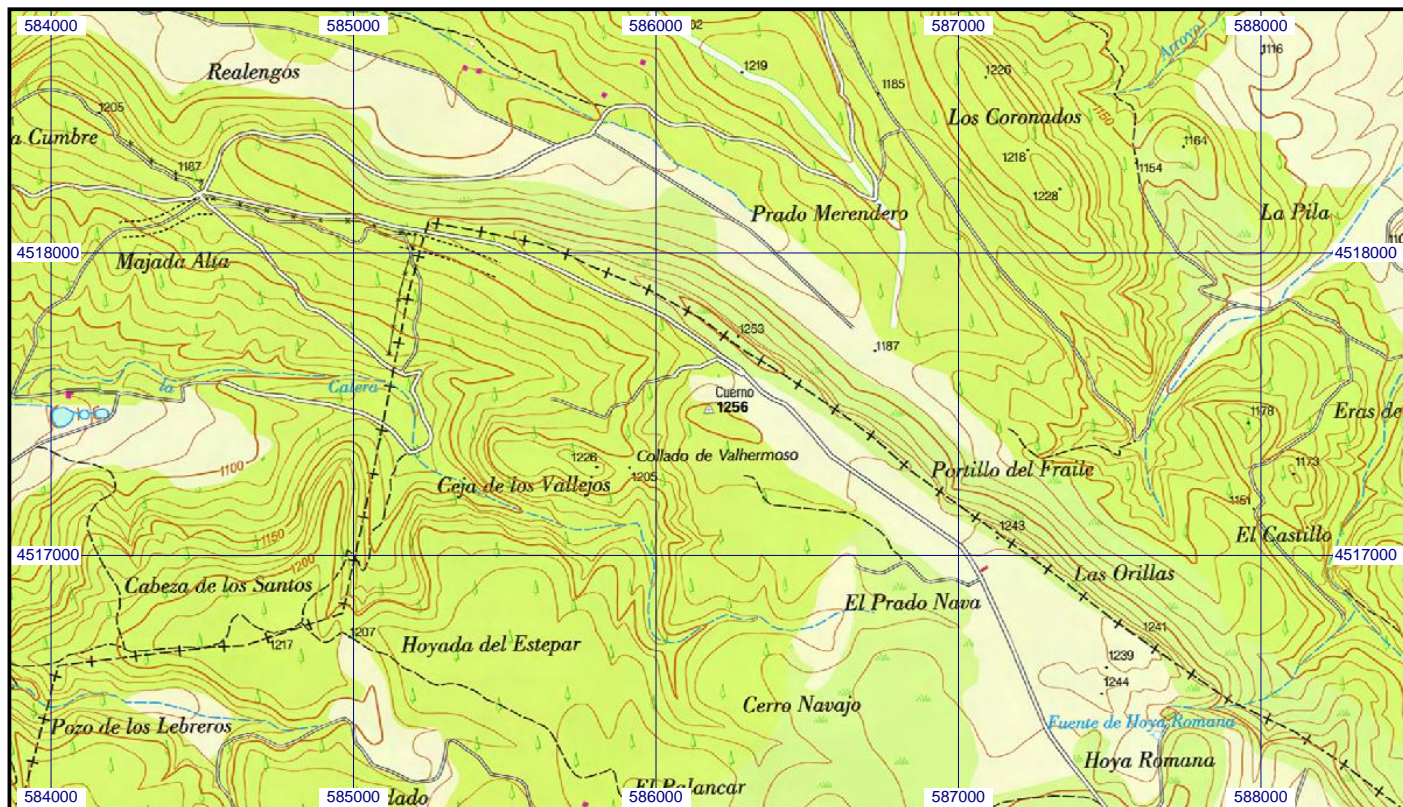 584000 585000 586000 587000 588000
1219
1116
Arroyo
Realengos
1226
1185
1205
Los Coronados
1150
a Cumbre
1164
1218
1154
1187
1228
Prado Merendero
La Pila
4518000 4518000
Majada Alta
1253
1187
la Calera
Cuerno
1256
1178
Eras de
1100
Collado de Valhermoso
1226
1205
Portillo del Fraile
1173
Ceja de los Vallejos
1151
1243
El Castillo
1150
4517000 4517000
1200
Las Orillas
Cabeza de los Santos
El Prado Nava
1207
1241
1217
Hoyada del Estepar
1239
1244
Cerro Navajo
Pozo de los Lebreros
Fuente de Hoya Romana
Hoya Romana
El Palancar
584000 585000 586000 587000 588000